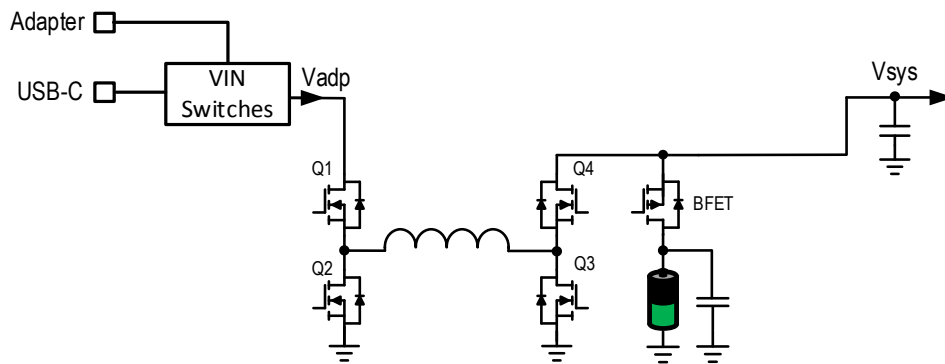 Adapter
USB-C
VIN
Switches
Vadp
Vsys
Q1
Q4
BFET
Q2
Q3